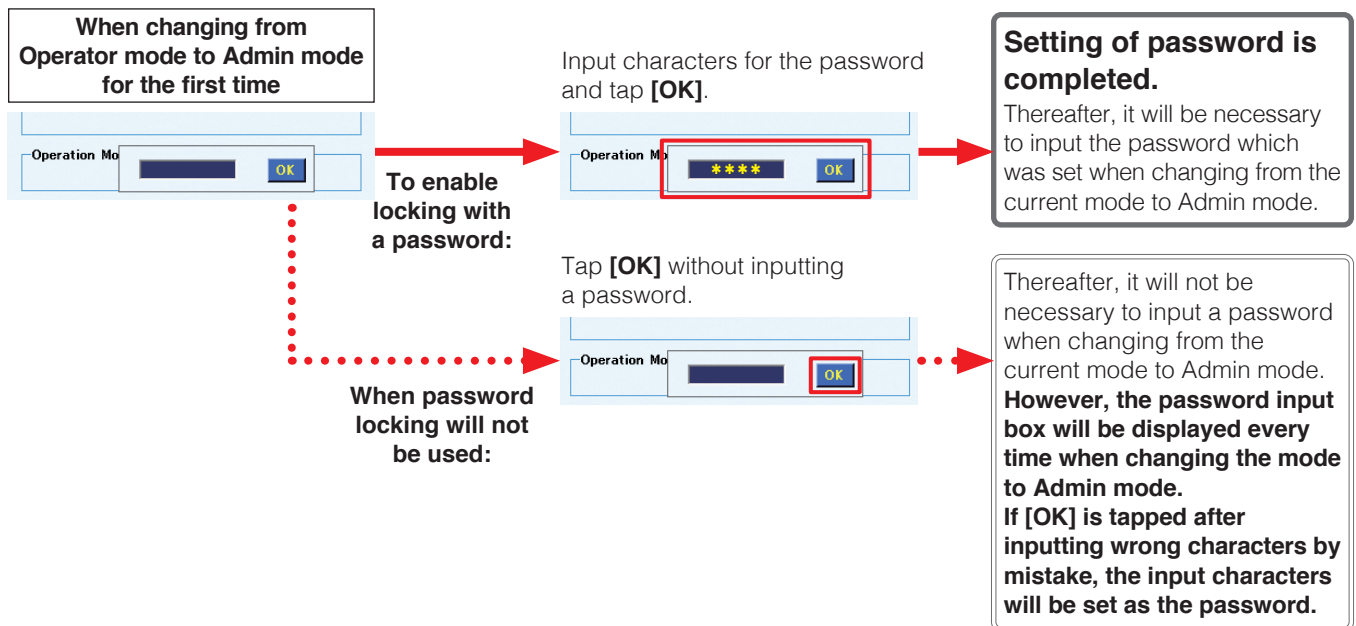 When changing from
Operator mode to Admin mode
for the first time
Operation Mo
OK
To enable
locking with
a password:
Input characters for the password
and tap [OK].
Operation Mo
****
OK
Setting of password is
completed.
Thereafter, it will be necessary
to input the password which
was set when changing from the
current mode to Admin mode.
When password
locking will not
be used:
Tap [OK] without inputting
a password.
Operation Mo
OK
Thereafter, it will not be
necessary to input a password
when changing from the
current mode to Admin mode.
However, the password input
box will be displayed every
time when changing the mode
to Admin mode.
If [OK] is tapped after
inputting wrong characters by
mistake, the input characters
will be set as the password.